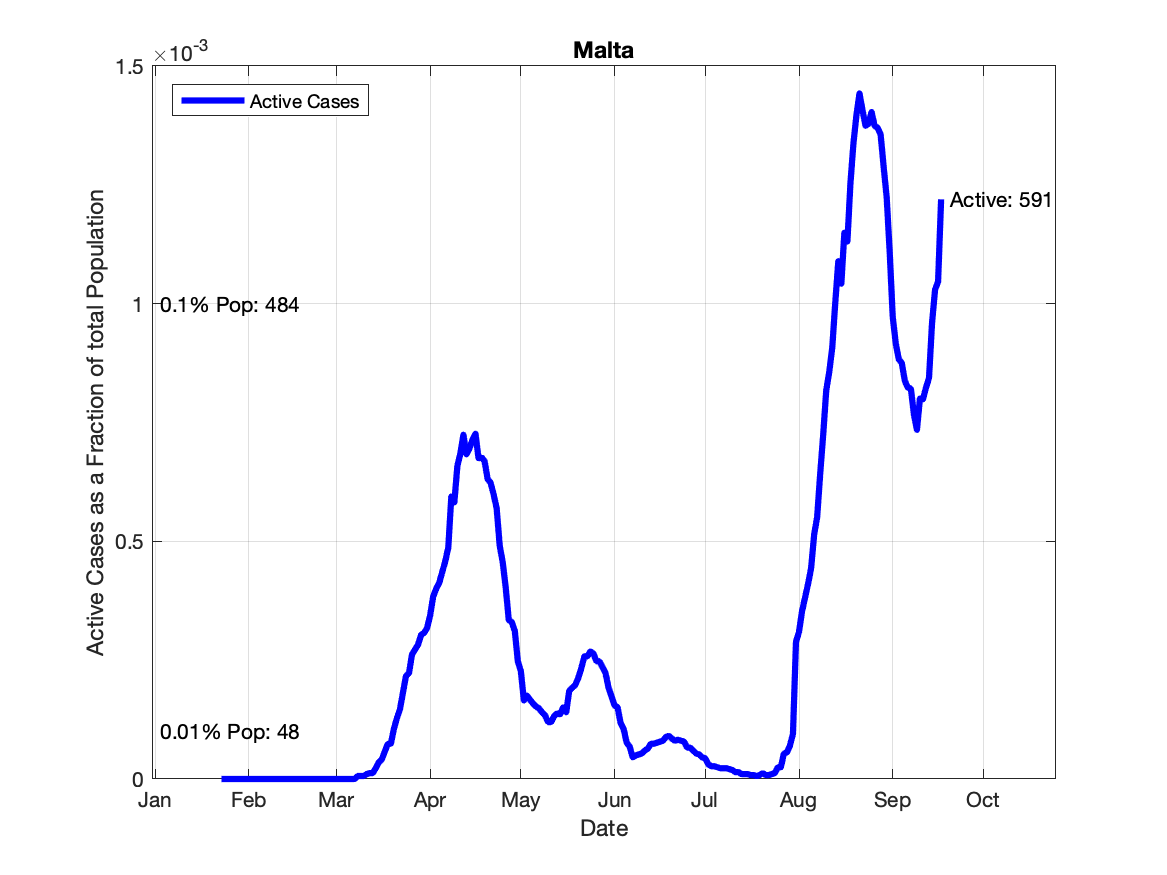 Malta
×10-3
1.5
1
0.5
0
Active Cases
Active: 591
0.1% Pop: 484
0.01% Pop: 48
Active Cases as a Fraction of total Population
Jan Feb Mar Apr May Jun Jul Aug Sep Oct
Date